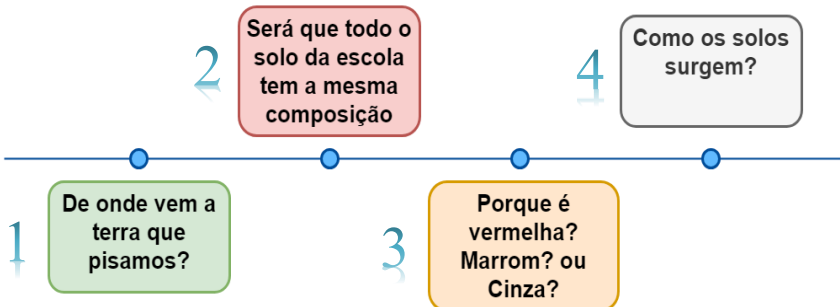 1
De onde vem a
terra que
pisamos?
2
Será que todo o
solo da escola
tem a mesma
composição
3
Porque é
vermelha?
Marrom? ou
Cinza?
4
Como os solos
surgem?